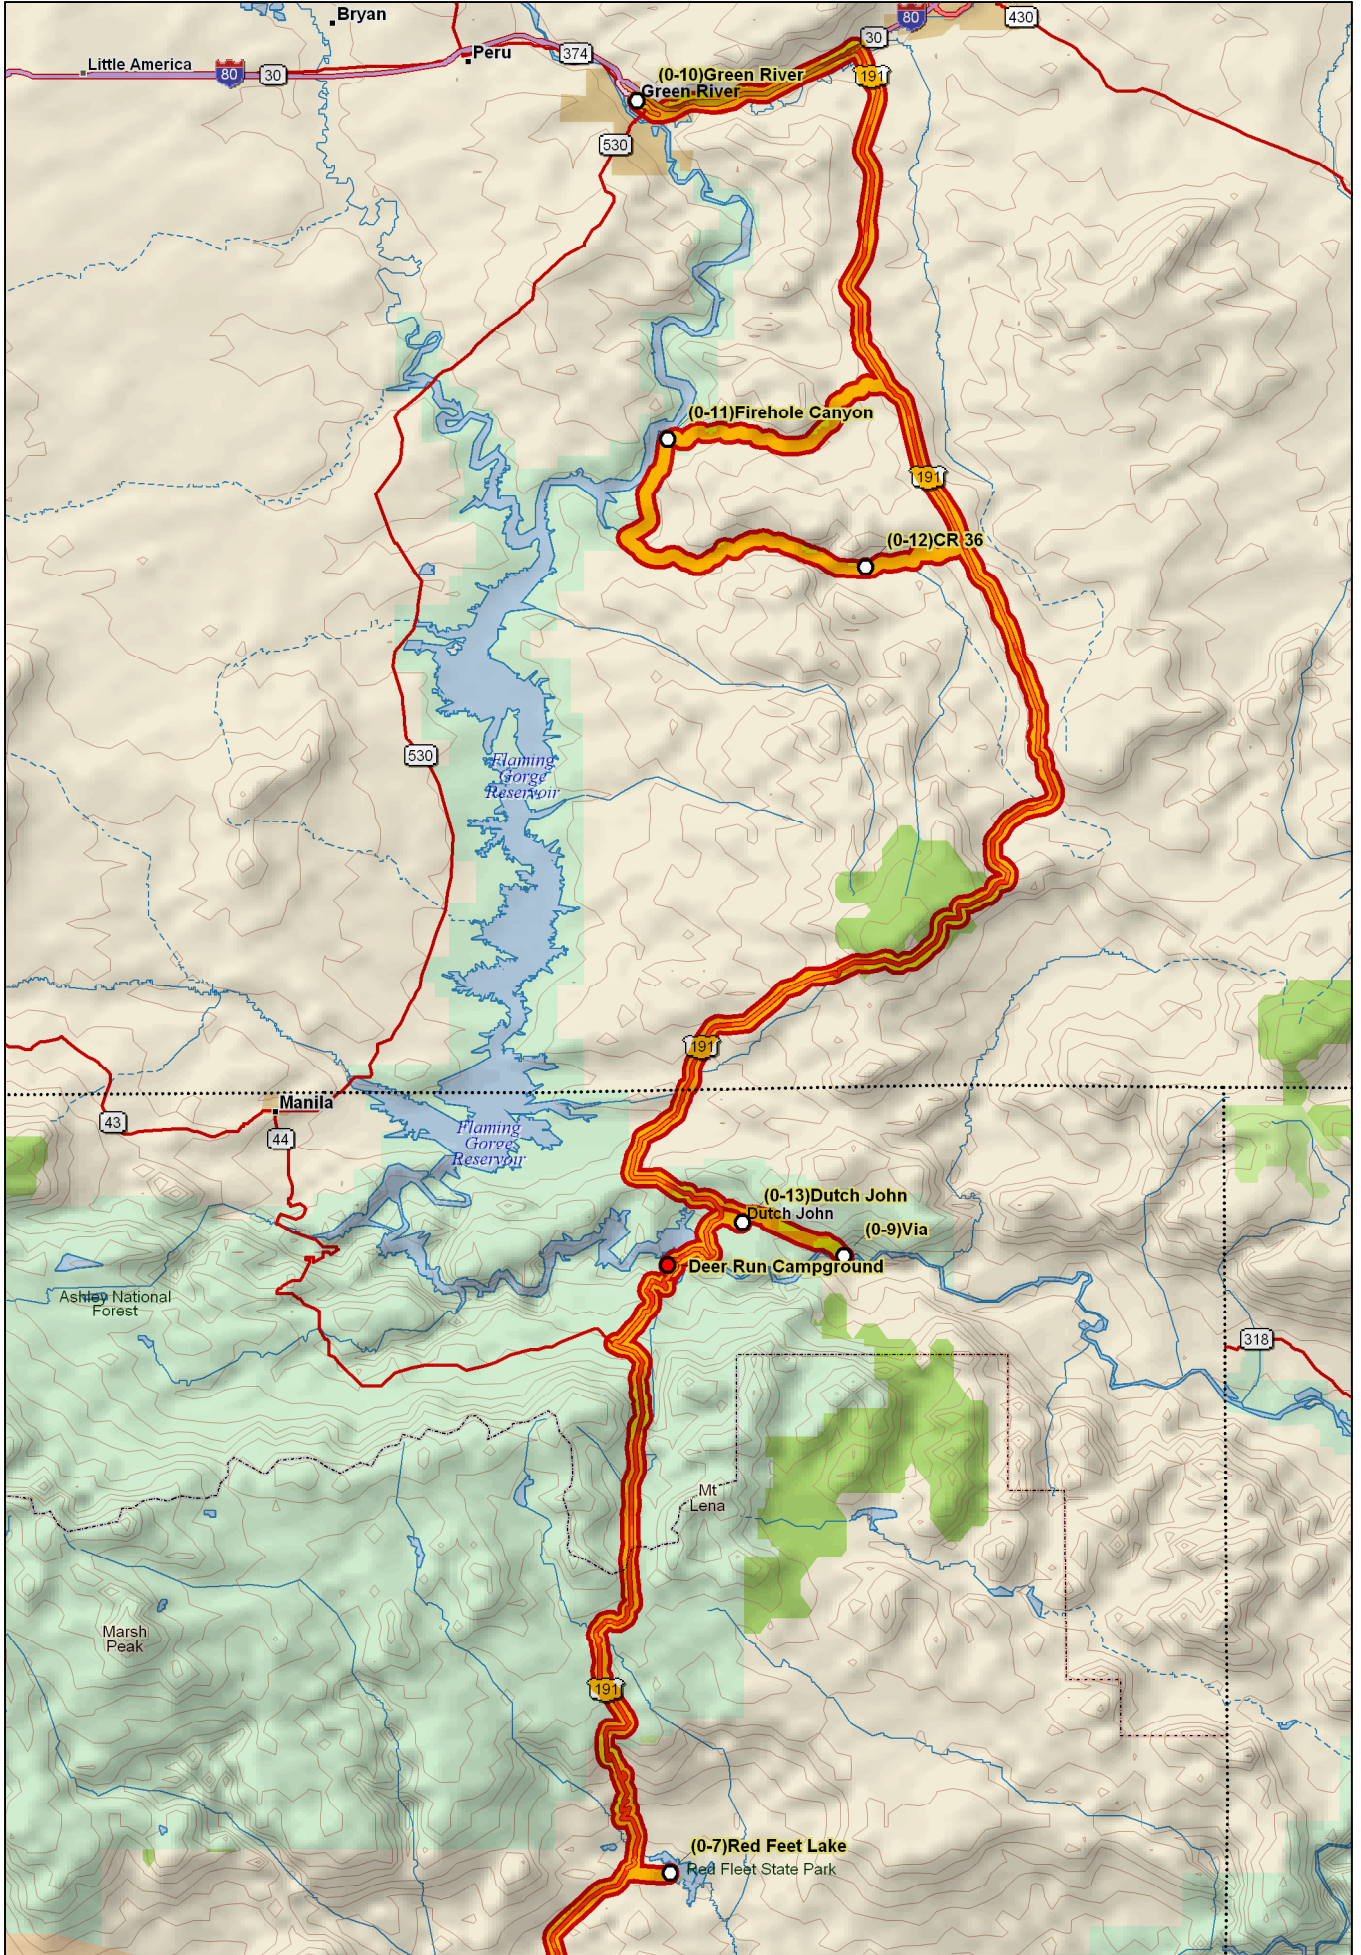 Bryan
430
80
30
Peru
374
Little America
80
30
(0-10)Green River
191
Green River
530
(0-11)Firehole Canyon
191
(0-12)CR 36
530
Flaming
Gorge
Reservoir
191
Manila
43
44
Flaming
Gorge
Reservoir
(0-13)Dutch John
Dutch John
(0-9)Via
Deer Run Campground
Ashley National
Forest
318
Mt
Lena
Marsh
Peak
191
(0-7)Red Feet Lake
Red Fleet State Park